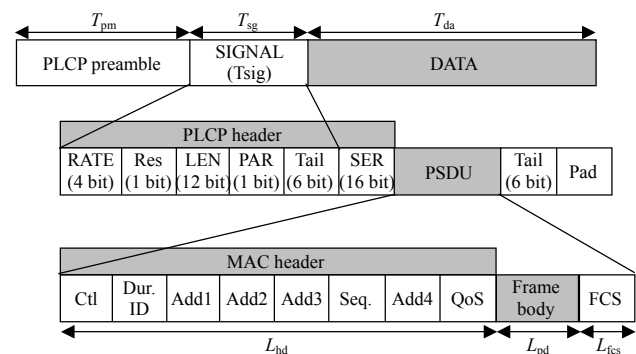 Tpm Tsg Tda
PLCP preamble SIGNAL (Tsig) DATA
PLCP header
RATE (4 bit) Res (1 bit) LEN (12 bit) PAR (1 bit) Tail (6 bit) SER (16 bit) PSDU Tail (6 bit) Pad
MAC header
Ctl Dur. ID Add1 Add2 Add3 Seq. Add4 QoS Frame body FCS
Lhd Lpd Lfcs